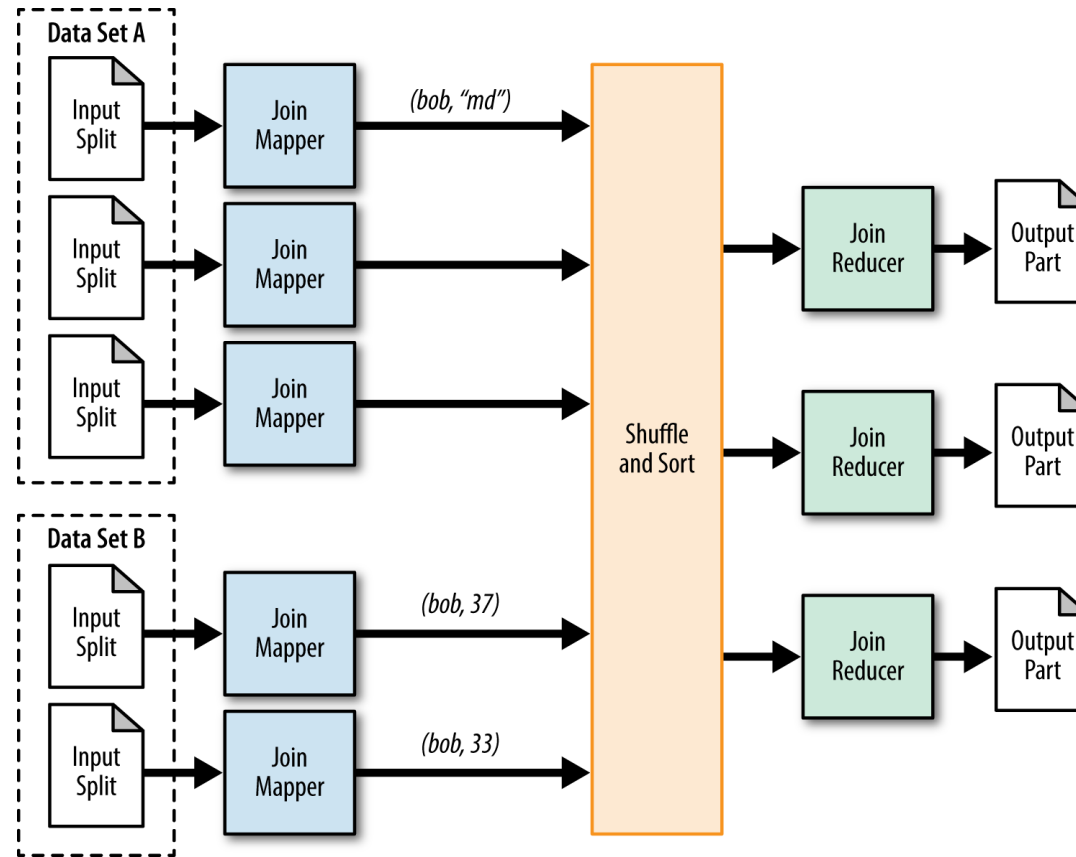 Data Set A
Input
Split
Join
Mapper
(bob, “md”)
Input
Split
Join
Mapper
Input
Split
Join
Mapper
Data Set B
Input
Split
Join
Mapper
(bob, 37)
Input
Split
Join
Mapper
(bob, 33)
Shuffle
and Sort
Join
Reducer
Output
Part
Join
Reducer
Output
Part
Join
Reducer
Output
Part